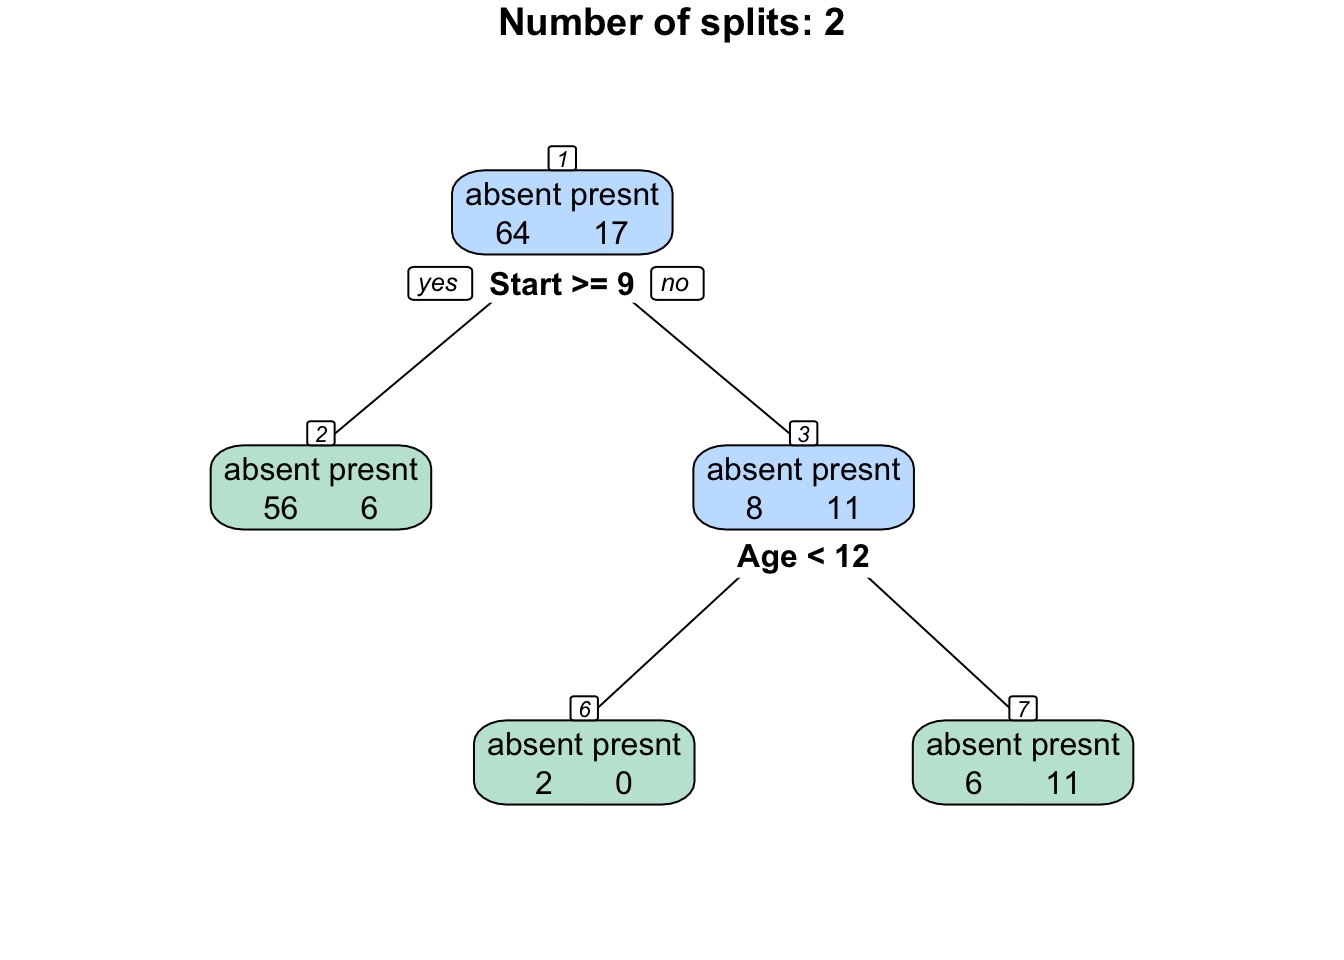 Number of splits: 2
1
absent presnt
64 17
yes Start >= 9 no
2
absent presnt
56 6
3
absent presnt
8 11
Age < 12
6
absent presnt
2 0
7
absent presnt
6 11